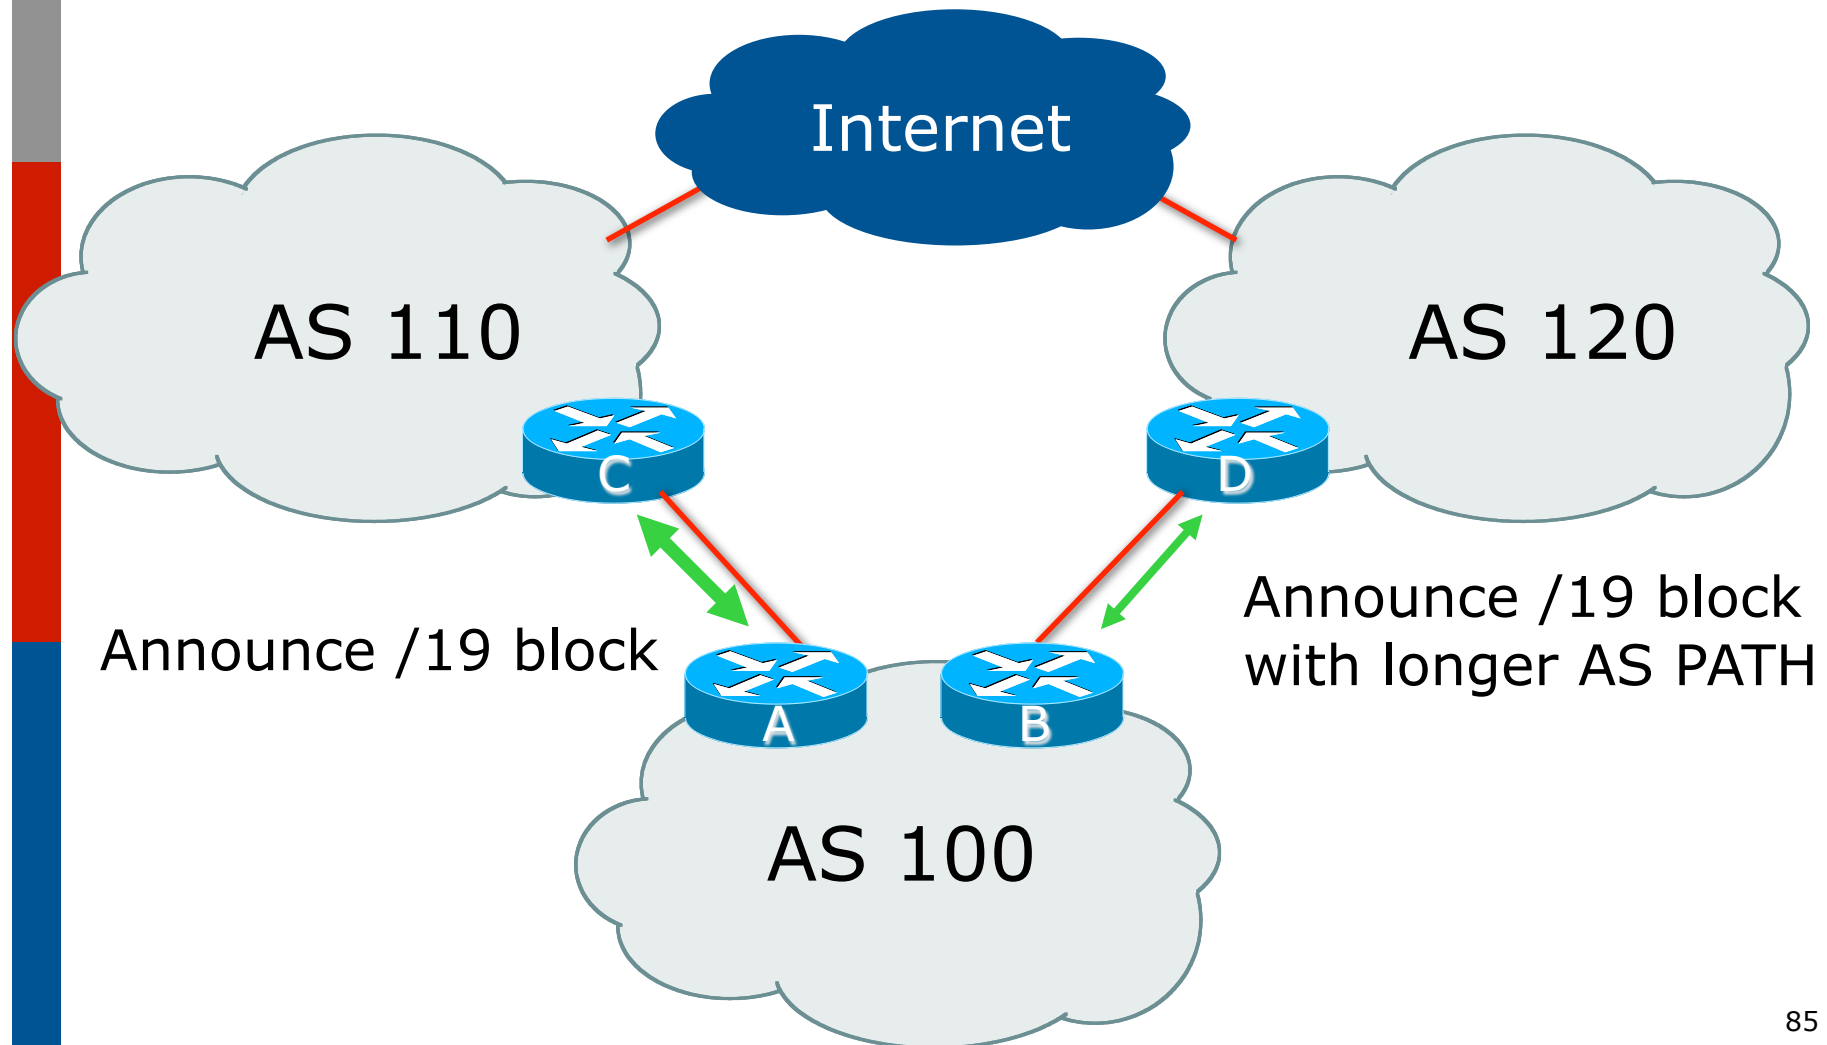 Internet
AS 110
AS 120
C
D
Announce /19 block
with longer AS PATH
Announce /19 block
A
B
AS 100
85